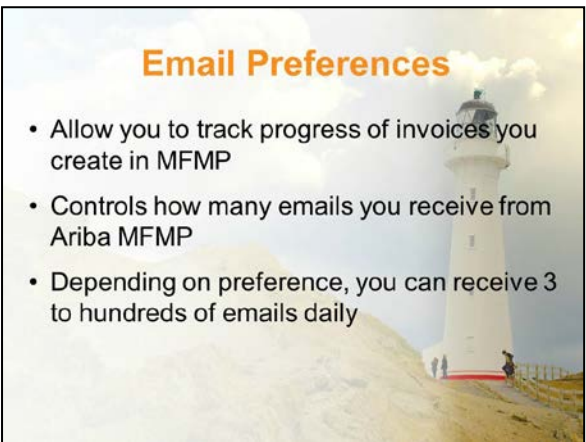 Email Preferences
• Allow you to track progress of invoices you
create in MFMP
• Controls how many emails you receive from
Ariba MFMP
• Depending on preference, you can receive 3
to hundreds of emails daily